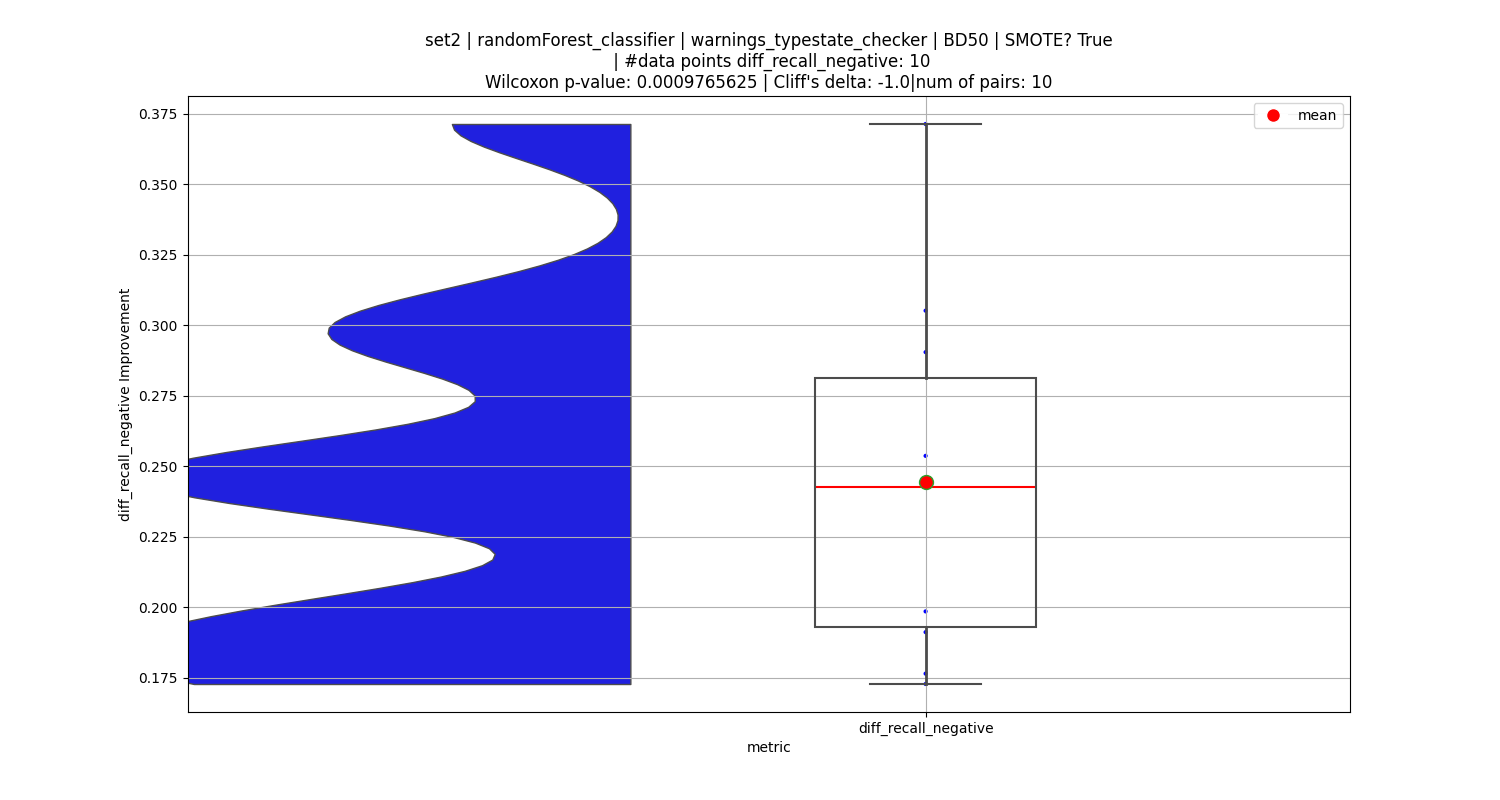 set2 | randomForest_classifier | warnings_typestate_checker | BD50 | SMOTE? True
| #data points diff_recall_negative: 10
Wilcoxon p-value: 0.0009765625 | Cliff's delta: -1.0|num of pairs: 10
mean
0.375
0.350
0.325
0.300
0.275
0.250
0.225
0.200
0.175
diff_recall_negative Improvement
diff_recall_negative
metric